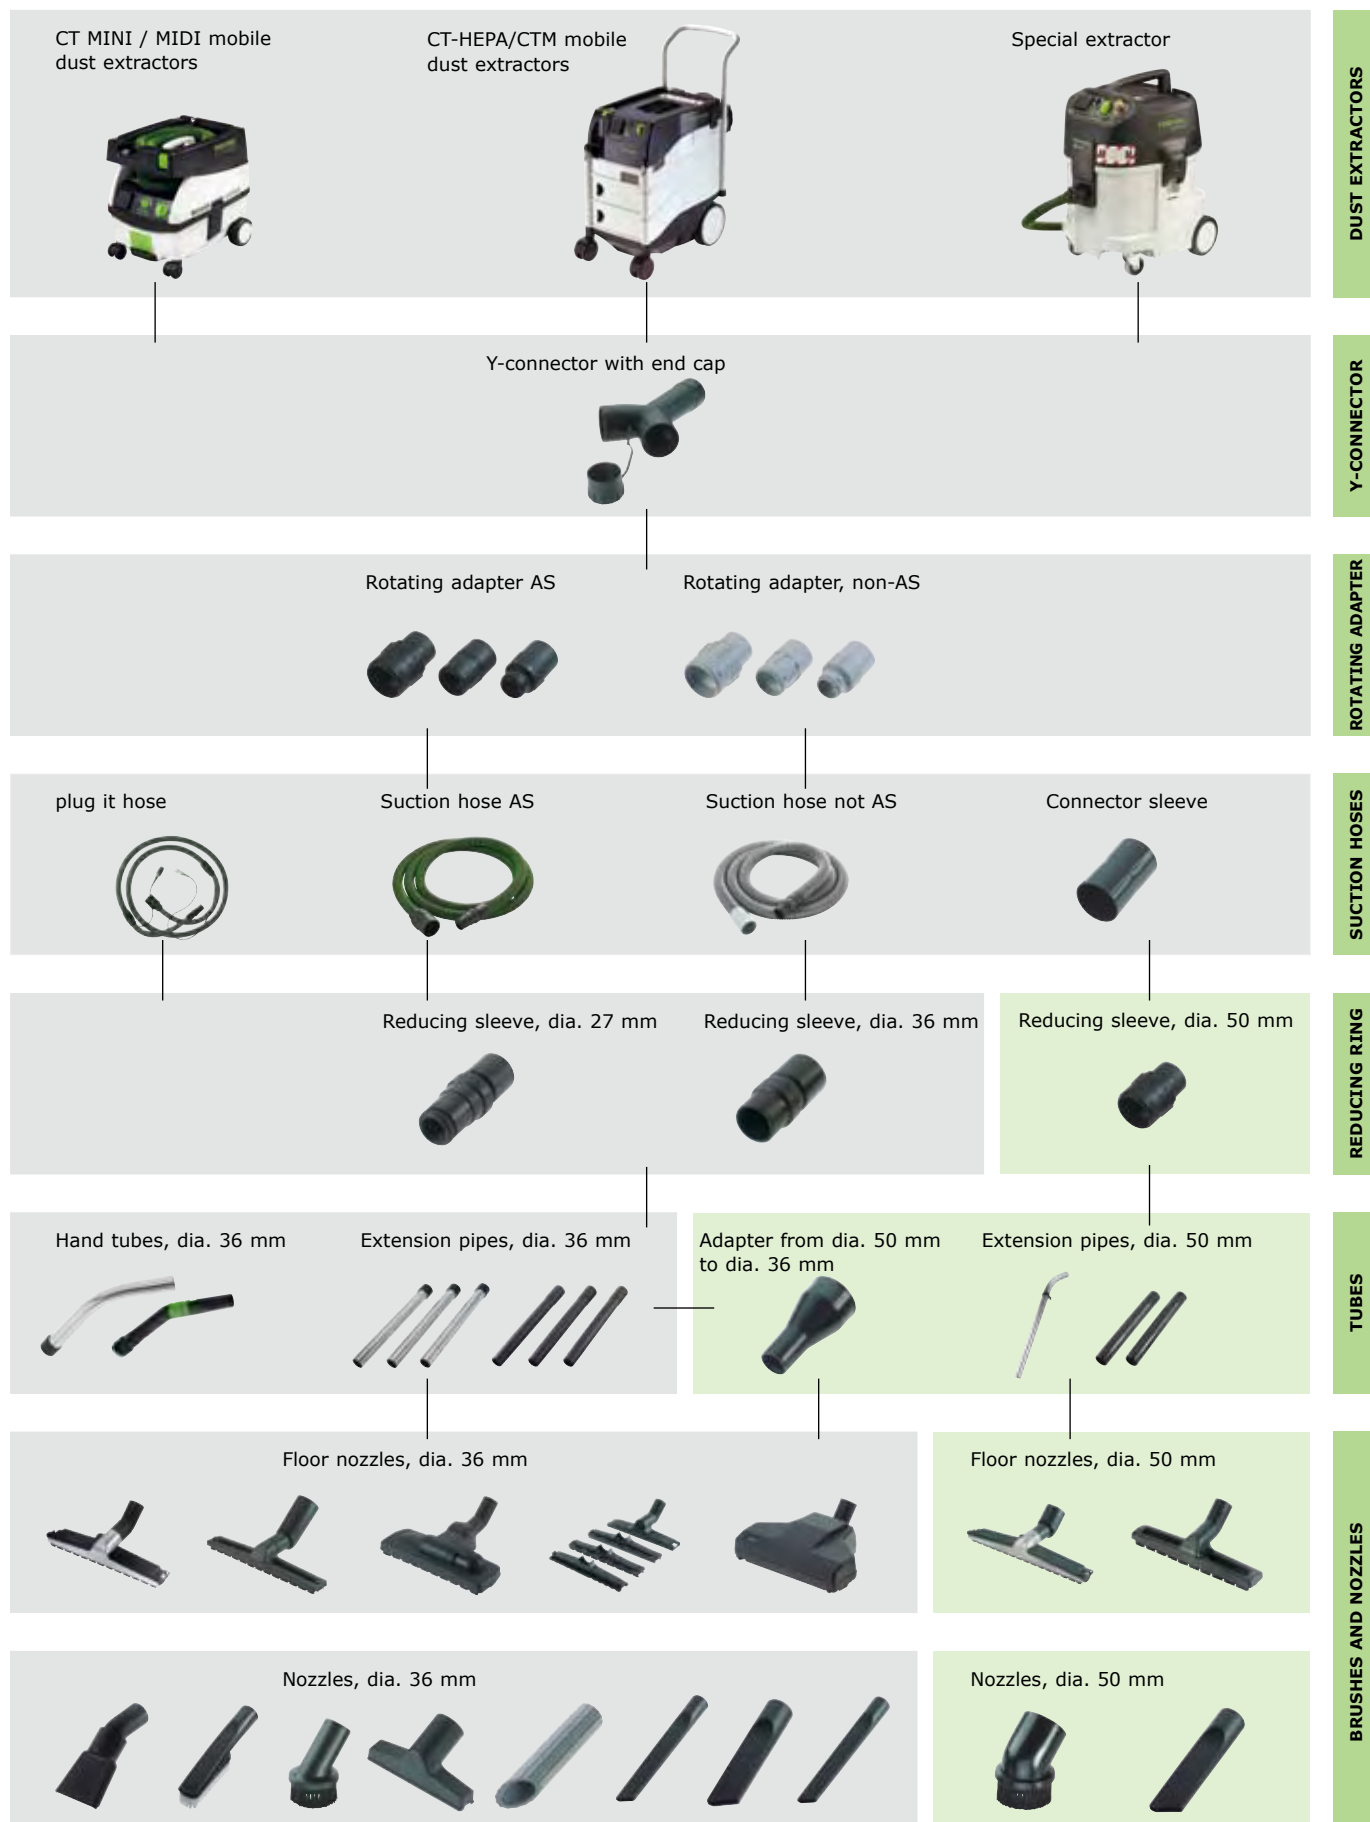 CT MINI / MIDI mobile
dust extractors
CT-HEPA/CTM mobile
dust extractors
Special extractor
DUST EXTRACTORS
Y-connector with end cap
Y-CONNECTOR
Rotating adapter AS
Rotating adapter, non-AS
ROTATING ADAPTER
plug it hose
Suction hose AS
Suction hose not AS
Connector sleeve
SUCTION HOSES
Reducing sleeve, dia. 27 mm
Reducing sleeve, dia. 36 mm
Reducing sleeve, dia. 50 mm
REDUCING RING
Hand tubes, dia. 36 mm
Extension pipes, dia. 36 mm
Adapter from dia. 50 mm
to dia. 36 mm
Extension pipes, dia. 50 mm
TUBES
Floor nozzles, dia. 36 mm
Floor nozzles, dia. 50 mm
Nozzles, dia. 36 mm
Nozzles, dia. 50 mm
BRUSHES AND NOZZLES